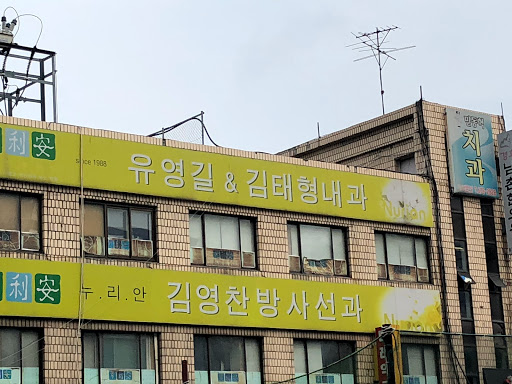 利安 since 1988 유영길 & 김태형내과
利安 누.리.안 김영찬방사선과
치과